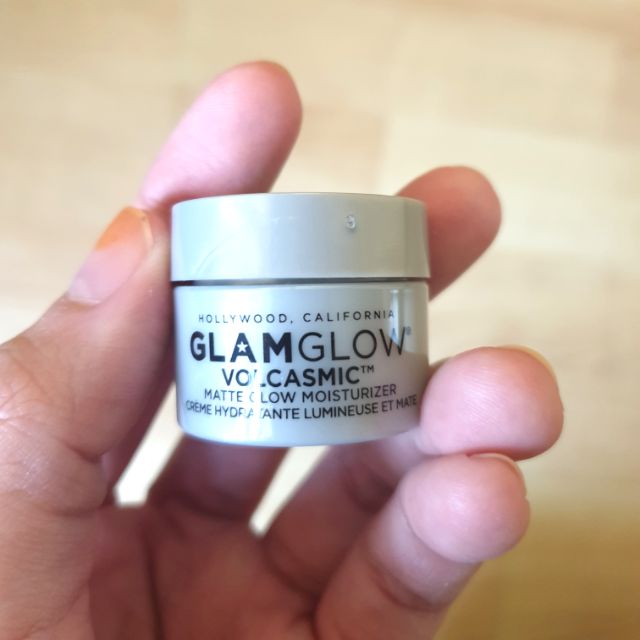 HOLLYWOOD, CALIFORNIA
GLAMGLOW®
VOLCASMIC™
MATTE GLOW MOISTURIZER
CRÈME HYDRATANTE LUMINEUSE ET MATE